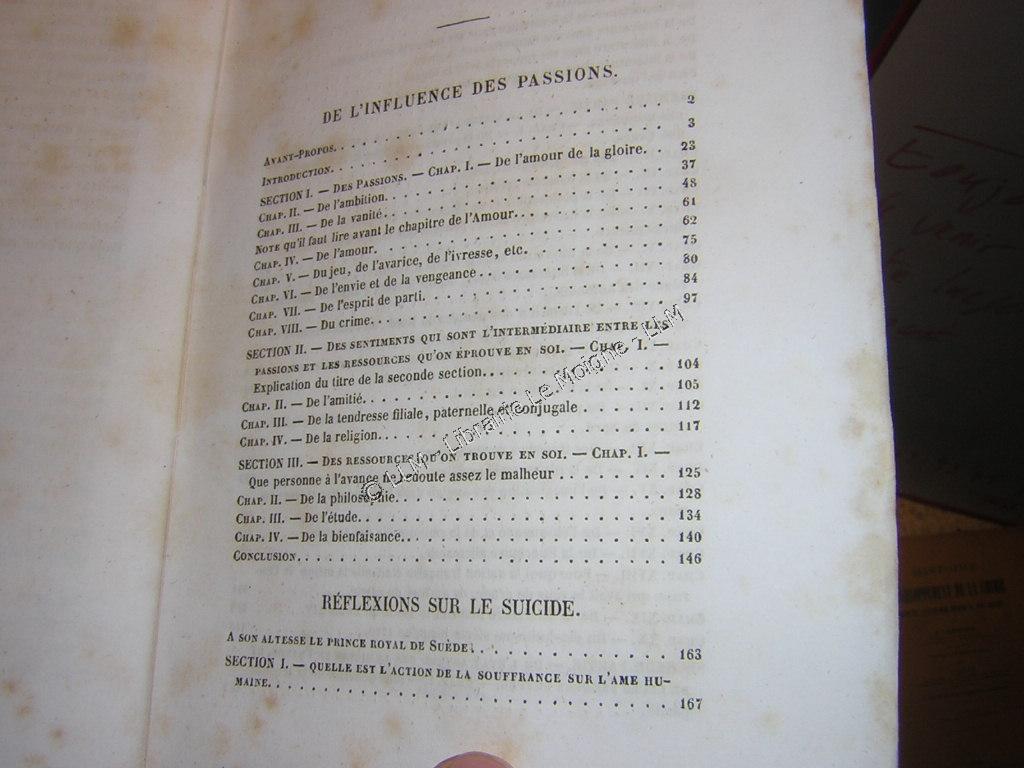 DE L'INFLUENCE DES PASSIONS.
AVANT-PROPOS. 2
INTRODUCTION. 3
SECTION I. — DES PASSIONS. — CHAP. I. — De l'amour de la gloire. 23
CHAP. II. — De l'ambition. 37
CHAP. III. — De la vanité. 48
NOTE qu'il faut lire avant le chapitre de l'Amour. 61
CHAP. IV. — De l'amour. 62
CHAP. V. — Du jeu, de l'avarice, de l'ivresse, etc. 75
CHAP. VI. — De l'envie et de la vengeance 80
CHAP. VII. — De l'esprit de parti. 84
CHAP. VIII. — Du crime. 97
SECTION II. — DES SENTIMENTS QUI SONT L'INTERMÉDIAIRE ENTRE LES
PASSIONS ET LES RESSOURCES QU'ON ÉPROUVE EN SOI. — CHAP. I. —
Explication du titre de la seconde section. 104
CHAP. II. — De l'amitié. 105
CHAP. III. — De la tendresse filiale, paternelle et conjugale 112
CHAP. IV. — De la religion. 117
SECTION III. — DES RESSOURCES QU'ON TROUVE EN SOI. — CHAP. I. —
Que personne à l'avance ne redoute assez le malheur 125
CHAP. II. — De la philosophie. 128
CHAP. III. — De l'étude. 134
CHAP. IV. — De la bienfaisance. 140
CONCLUSION. 146
RÉFLEXIONS SUR LE SUICIDE.
A SON ALTESSE LE PRINCE ROYAL DE SUÈDE. 163
SECTION I. — QUELLE EST L'ACTION DE LA SOUFFRANCE SUR L'AME HU-
MAINE. 167
© LLM - Librairie Le Moigne - LLM